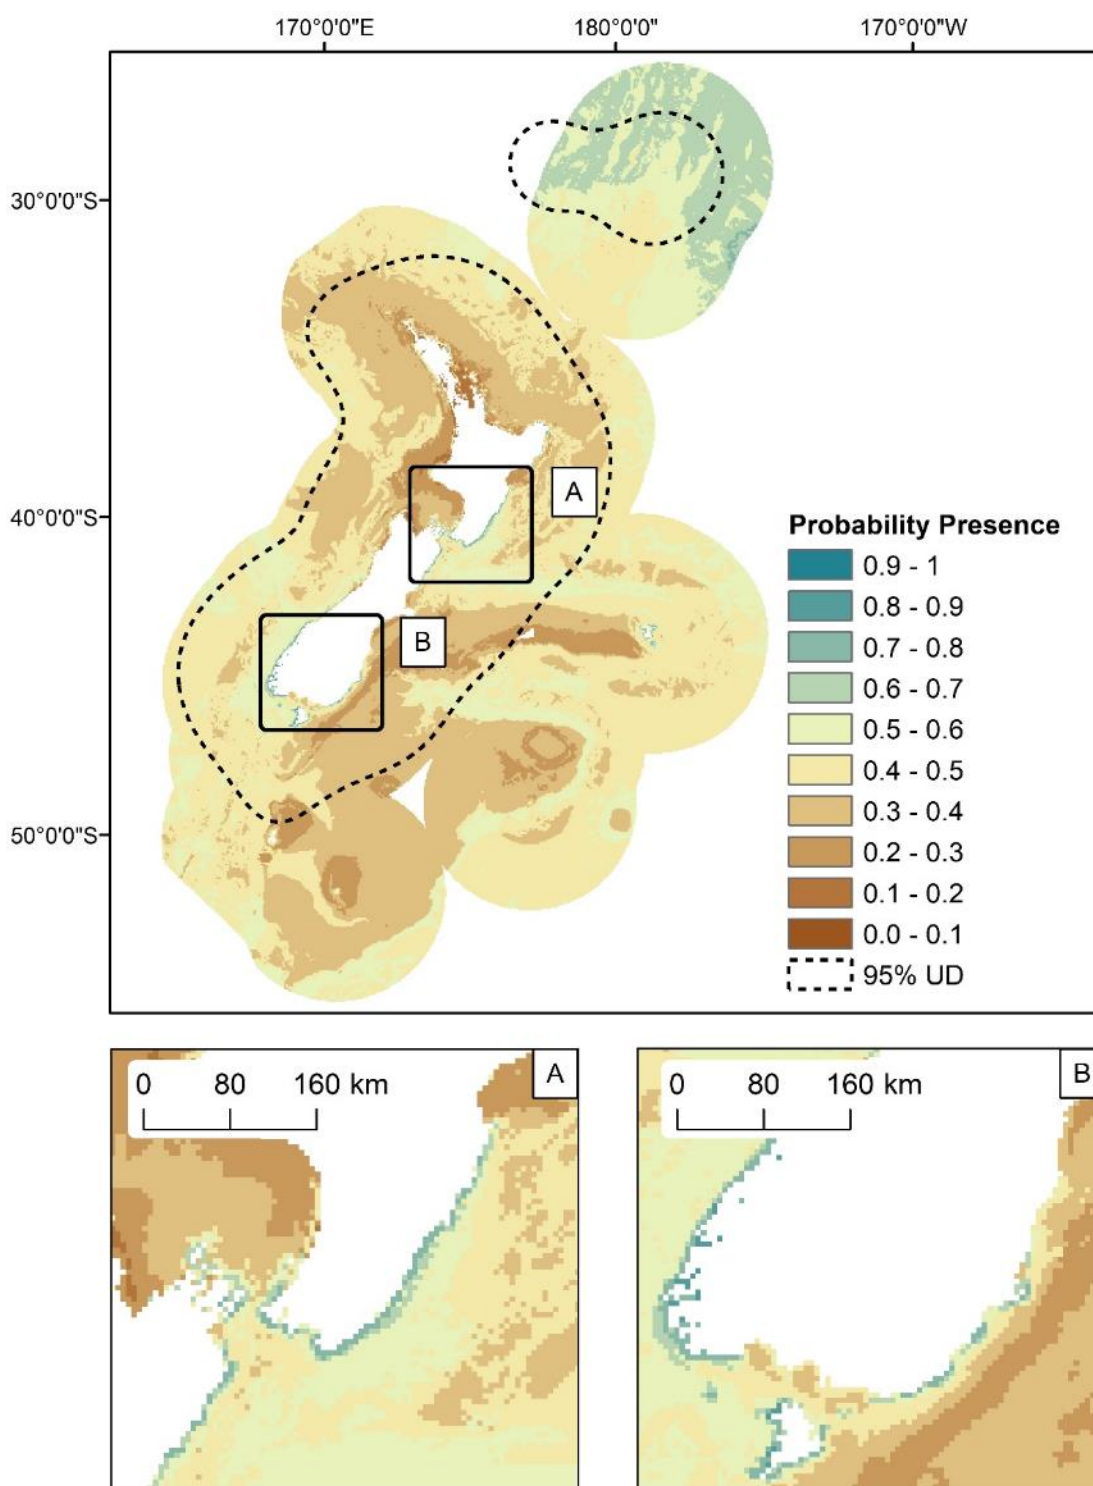 170°0'0"E 180°0'0" 170°0'0"W
30°0'0"S
40°0'0"S
50°0'0"S
A
B
Probability Presence
0.9 - 1
0.8 - 0.9
0.7 - 0.8
0.6 - 0.7
0.5 - 0.6
0.4 - 0.5
0.3 - 0.4
0.2 - 0.3
0.1 - 0.2
0.0 - 0.1
95% UD
0 80 160 km
A
0 80 160 km
B